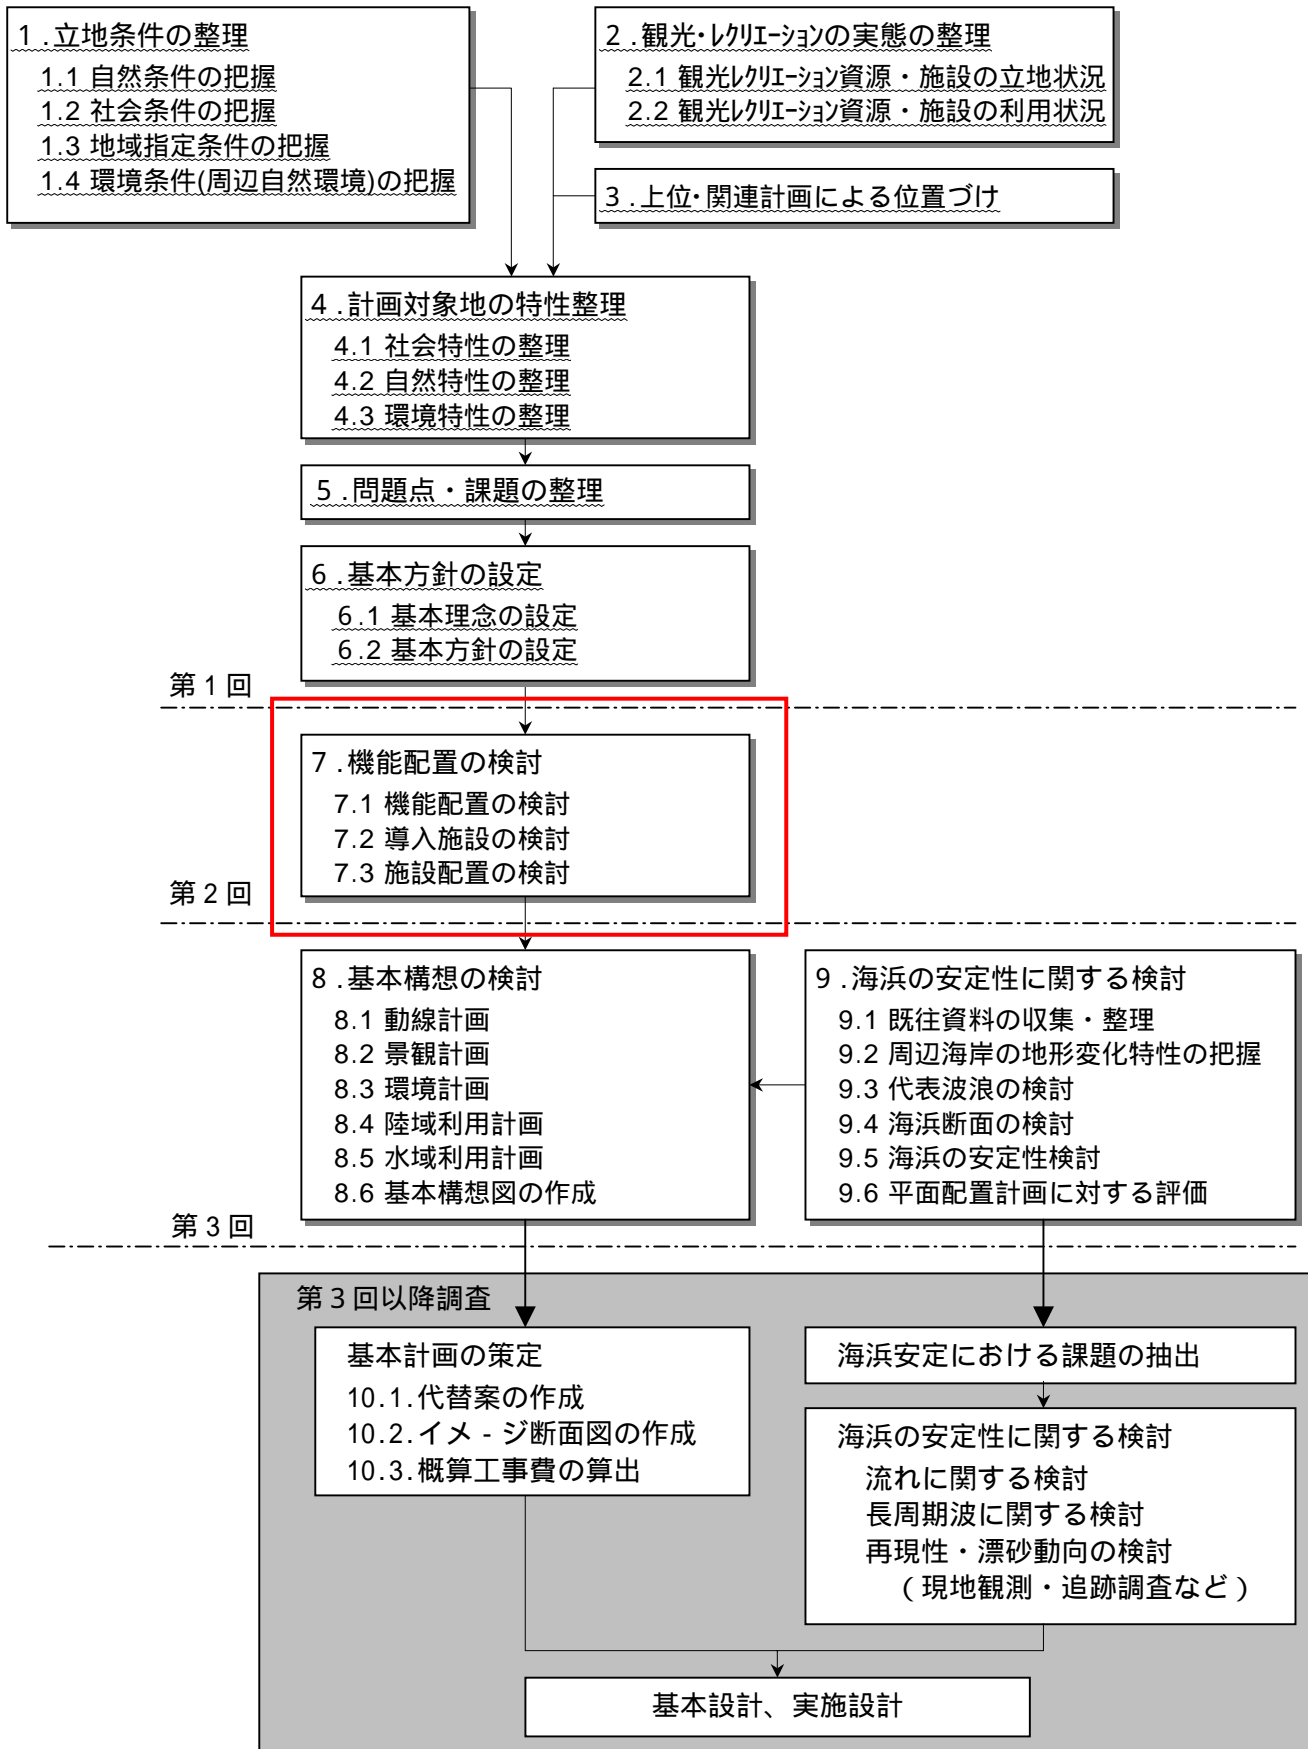 １.立地条件の整理
1.1 自然条件の把握
1.2 社会条件の把握
1.3 地域指定条件の把握
1.4 環境条件(周辺自然環境)の把握
２.観光･ﾚｸﾘｴｰｼｮﾝの実態の整理
2.1 観光ﾚｸﾘｴｰｼｮﾝ資源・施設の立地状況
2.2 観光ﾚｸﾘｴｰｼｮﾝ資源・施設の利用状況
３.上位･関連計画による位置づけ
４.計画対象地の特性整理
4.1 社会特性の整理
4.2 自然特性の整理
4.3 環境特性の整理
５.問題点・課題の整理
６.基本方針の設定
6.1 基本理念の設定
6.2 基本方針の設定
第１回
７.機能配置の検討
7.1 機能配置の検討
7.2 導入施設の検討
7.3 施設配置の検討
第２回
８.基本構想の検討
8.1 動線計画
8.2 景観計画
8.3 環境計画
8.4 陸域利用計画
8.5 水域利用計画
8.6 基本構想図の作成
９.海浜の安定性に関する検討
9.1 既往資料の収集・整理
9.2 周辺海岸の地形変化特性の把握
9.3 代表波浪の検討
9.4 海浜断面の検討
9.5 海浜の安定性検討
9.6 平面配置計画に対する評価
第３回
第３回以降調査
基本計画の策定
10.1.代替案の作成
10.2.イメ‐ジ断面図の作成
10.3.概算工事費の算出
海浜安定における課題の抽出
海浜の安定性に関する検討
流れに関する検討
長周期波に関する検討
再現性・漂砂動向の検討
（現地観測・追跡調査など）
基本設計、実施設計